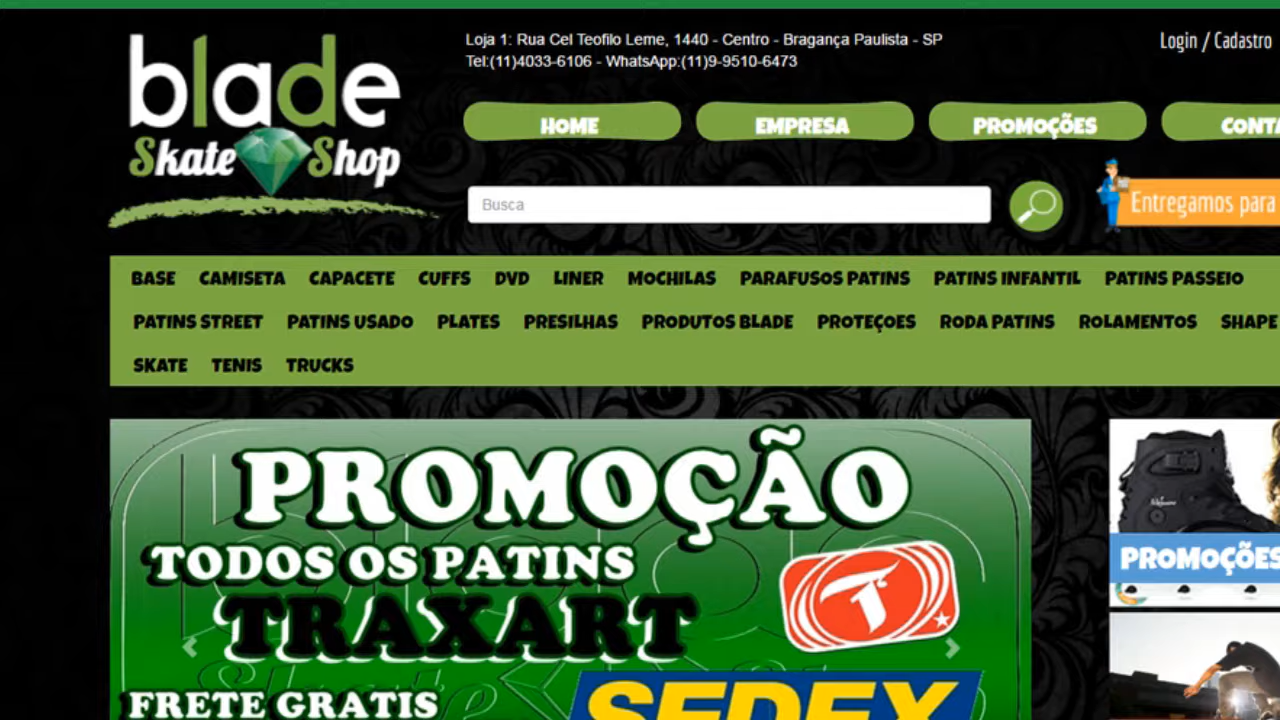 blade
Skate Shop
Loja 1: Rua Cel Teofilo Leme, 1440 - Centro - Bragança Paulista - SP
Tel:(11)4033-6106 - WhatsApp:(11)9-9510-6473
Login / Cadastro
HOME EMPRESA PROMOÇÕES
Busca
Entregamos para
BASE CAMISETA CAPACETE CUFFS DVD LINER MOCHILAS PARAFUSOS PATINS PATINS INFANTIL PATINS PASSEIO
PATINS STREET PATINS USADO PLATES PRESILHAS PRODUTOS BLADE PROTEÇOES RODA PATINS ROLAMENTOS SHAPE
SKATE TENIS TRUCKS
PROMOÇÃO
TODOS OS PATINS
TRAXART
T
FRETE GRATIS
SEDEX
PROMOÇÕES